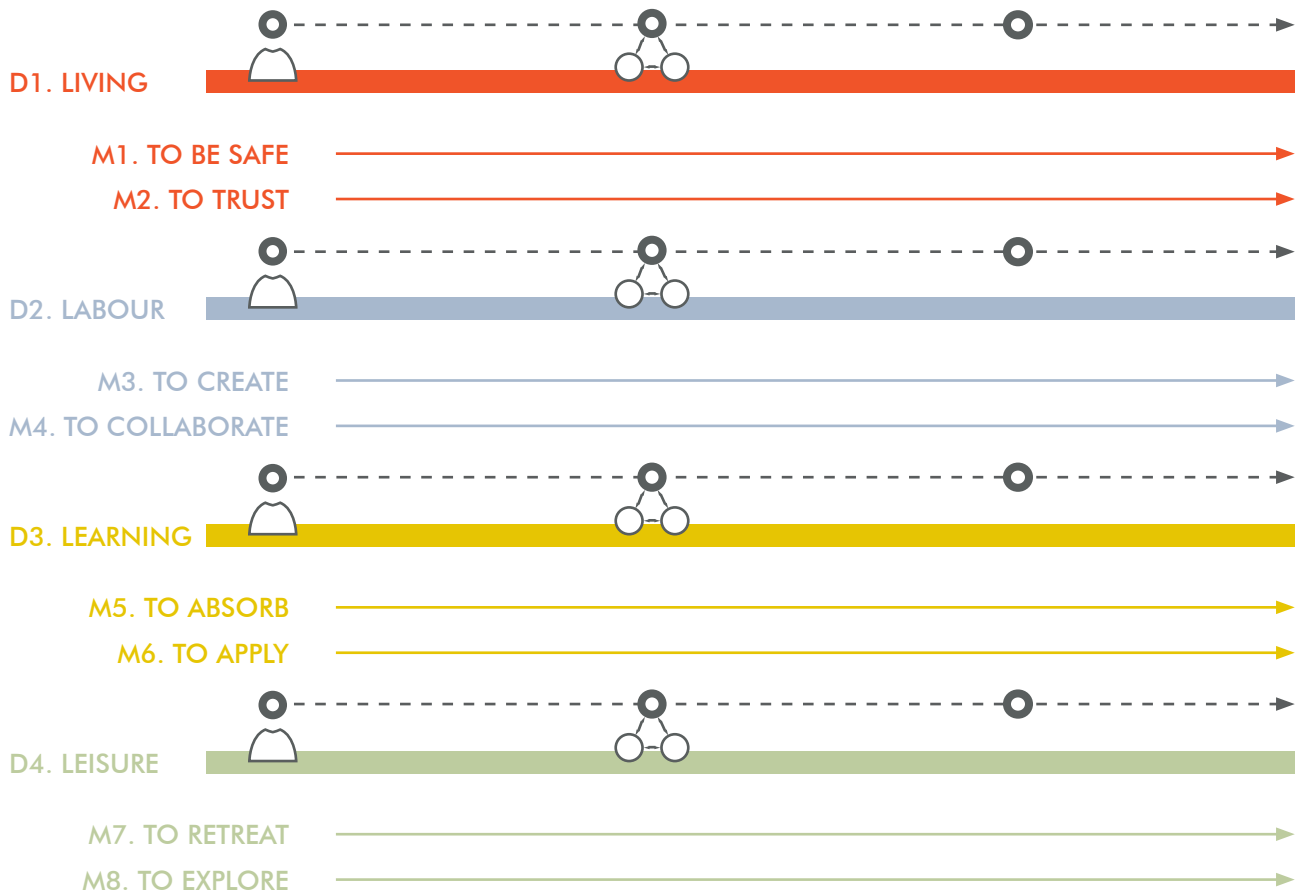 D1. LIVING
M1. TO BE SAFE
M2. TO TRUST
D2. LABOUR
M3. TO CREATE
M4. TO COLLABORATE
D3. LEARNING
M5. TO ABSORB
M6. TO APPLY
D4. LEISURE
M7. TO RETREAT
M8. TO EXPLORE